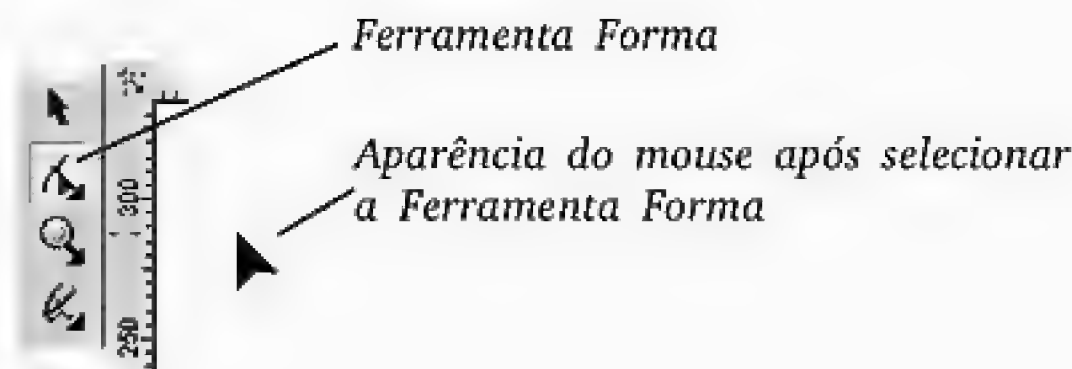 Ferramenta Forma
Aparência do mouse após selecionar
a Ferramenta Forma
300
250